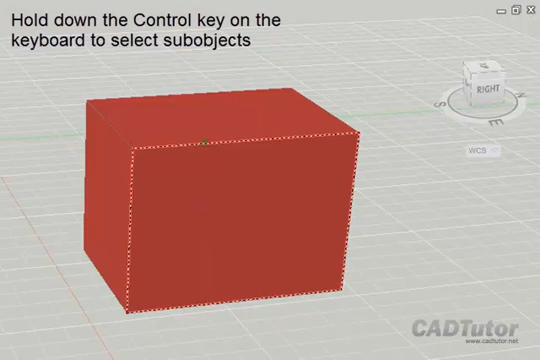 Hold down the Control key on the
keyboard to select subobjects
RIGHT
S
E
WCS
CADTutor
www.cadtutor.net